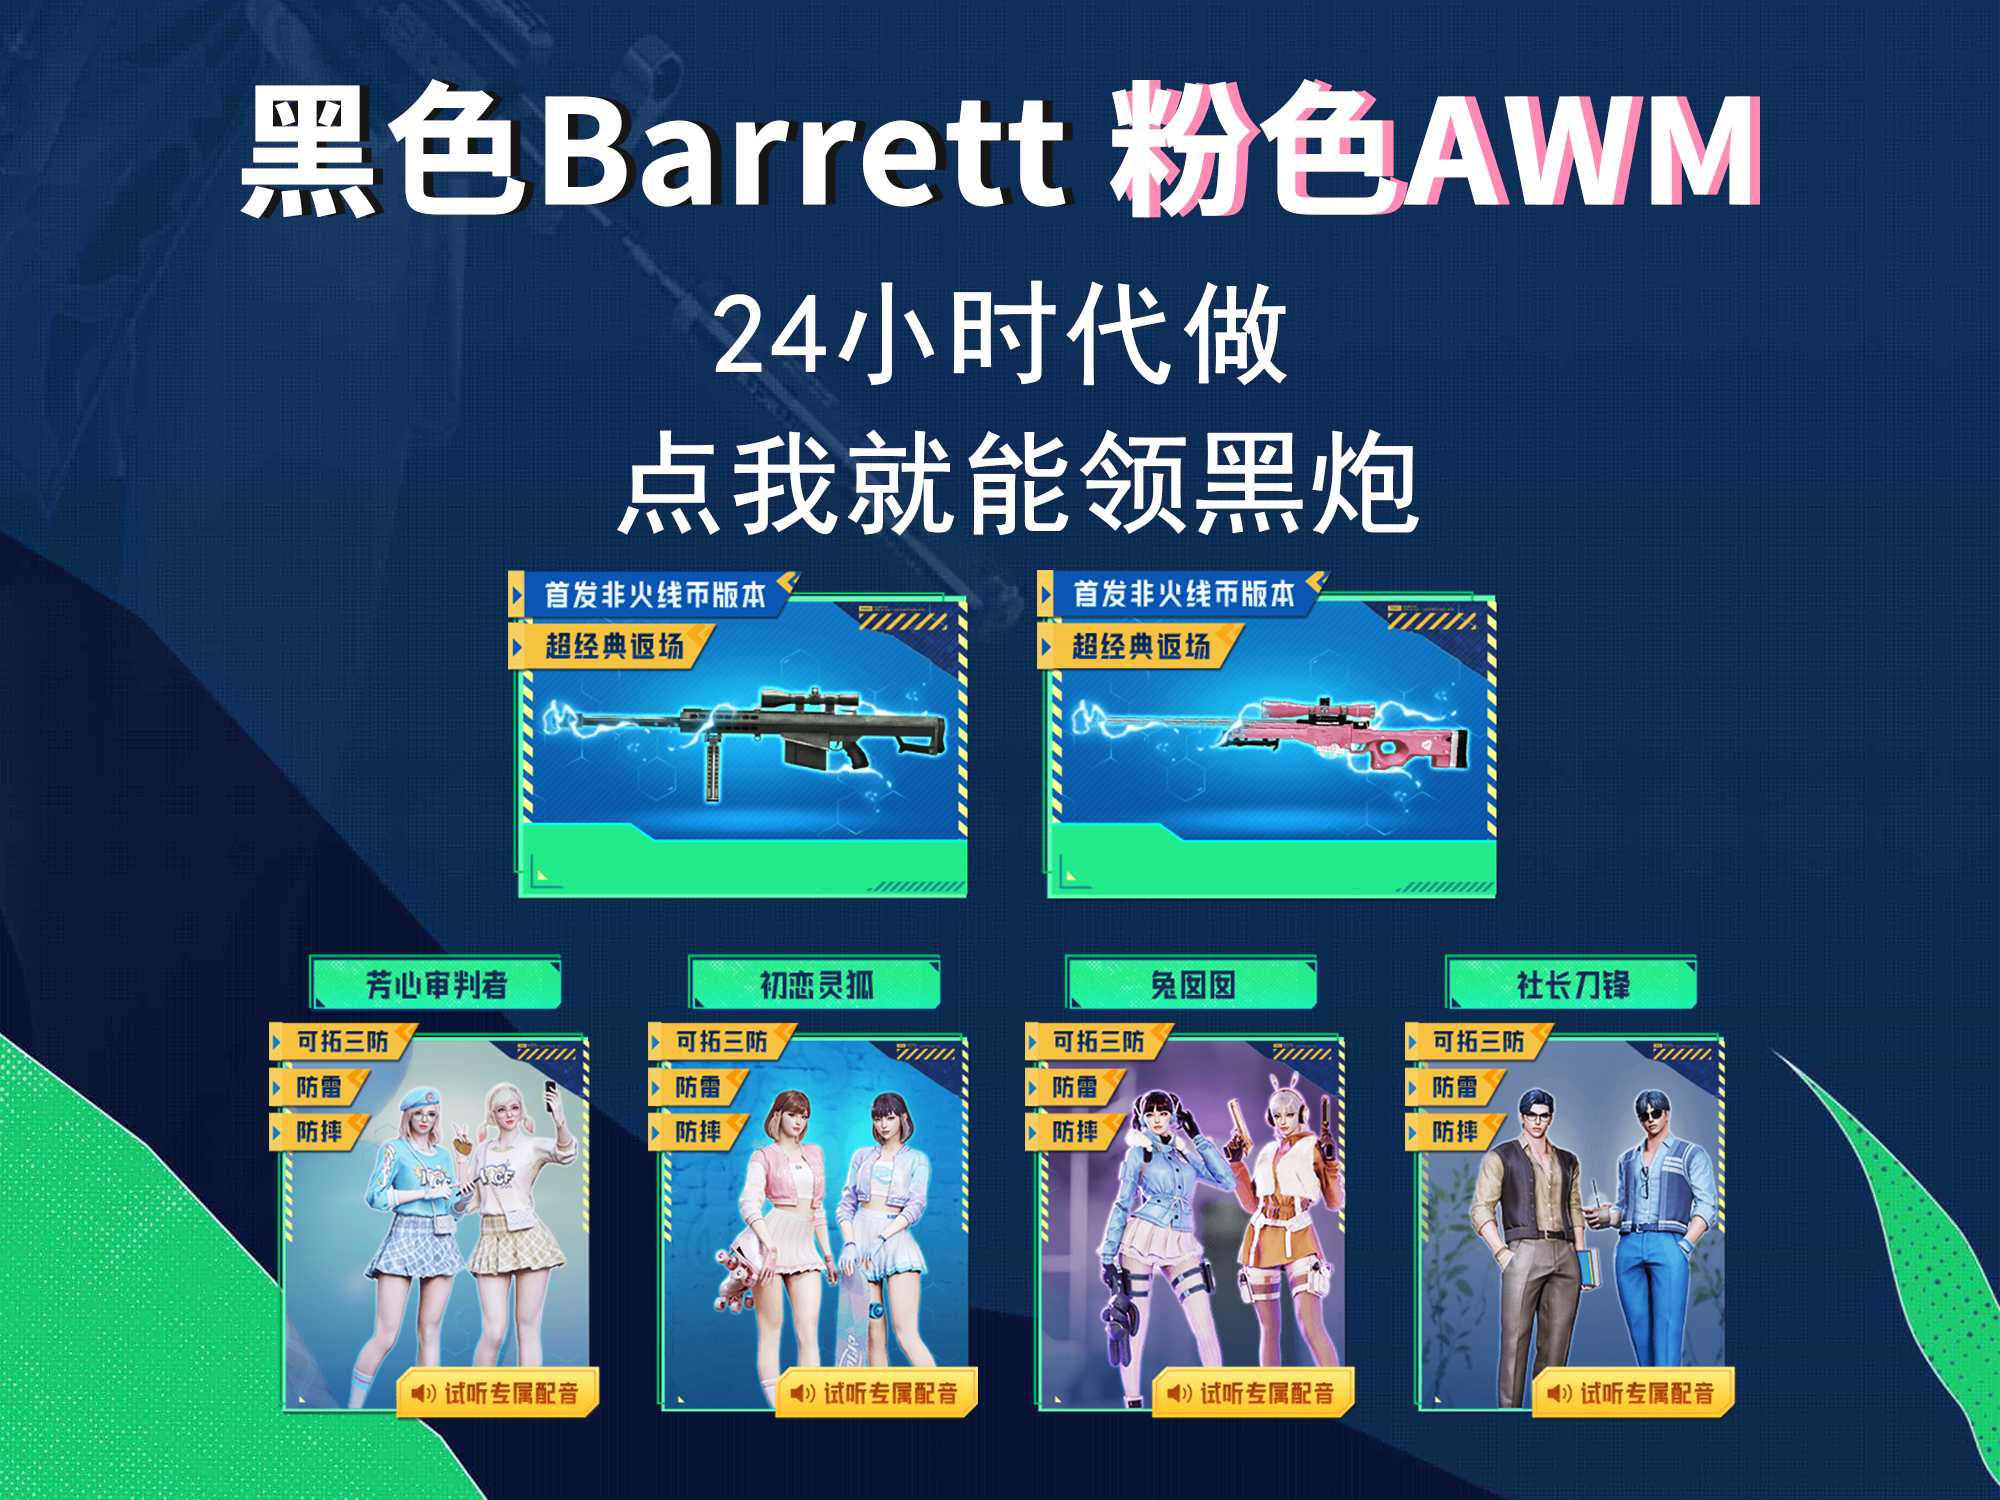 黑色Barrett 粉色AWM
24小时代做
点我就能领黑炮
首发非火线币版本
超经典返场
首发非火线币版本
超经典返场
芳心审判者
可拓三防
防雷
防摔
试听专属配音
初恋灵狐
可拓三防
防雷
防摔
试听专属配音
兔囡囡
可拓三防
防雷
防摔
试听专属配音
社长刀锋
可拓三防
防雷
防摔
试听专属配音